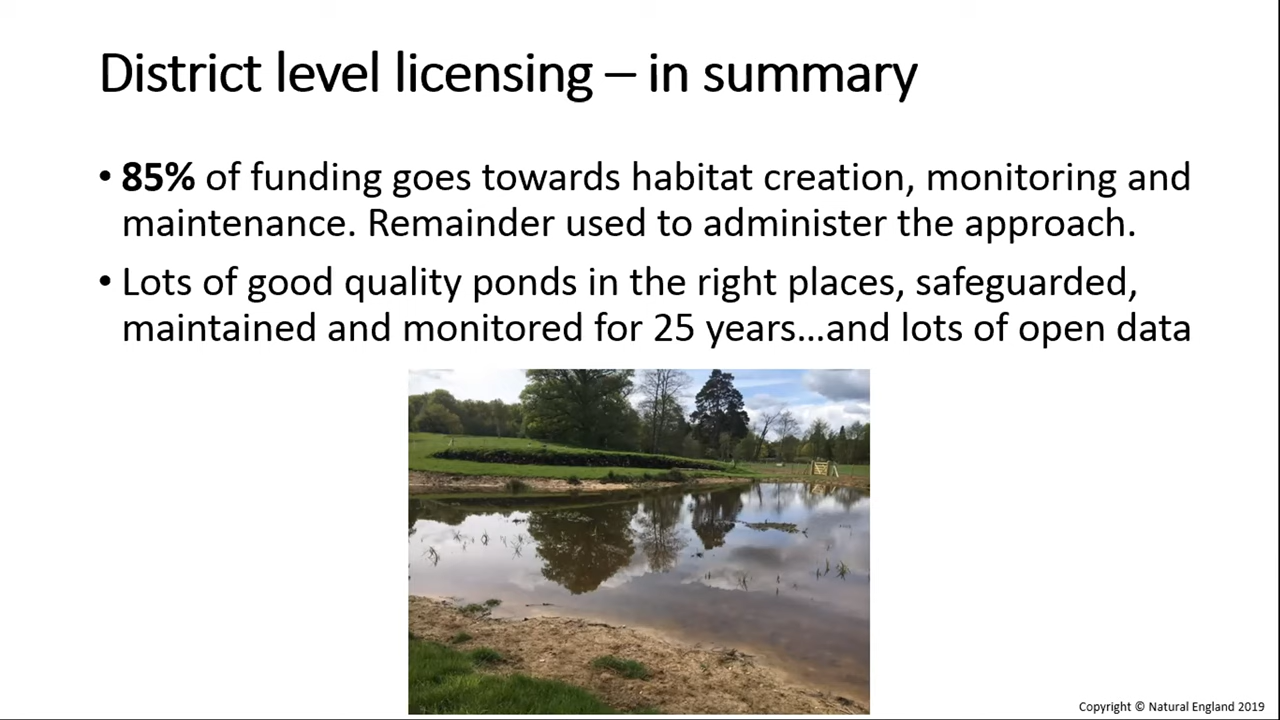 District level licensing – in summary
• 85% of funding goes towards habitat creation, monitoring and
maintenance. Remainder used to administer the approach.
• Lots of good quality ponds in the right places, safeguarded,
maintained and monitored for 25 years...and lots of open data
Copyright © Natural England 2019